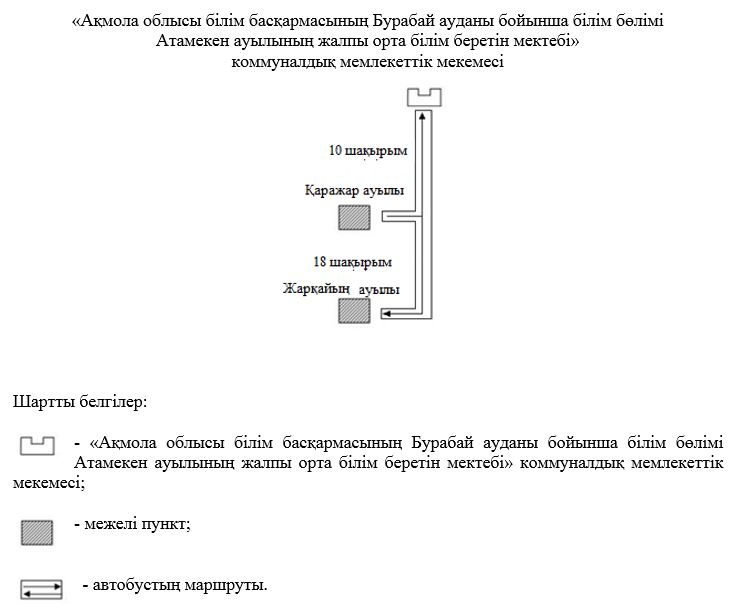 «Ақмола облысы білім басқармасының Бурабай ауданы бойынша білім бөлімі
Атамекен ауылының жалпы орта білім беретін мектебі»
коммуналдық мемлекеттік мекемесі
10 шақырым
Қаражар ауылы
18 шақырым
Жарқайың ауылы
Шартты белгілер:
- «Ақмола облысы білім басқармасының Бурабай ауданы бойынша білім бөлімі
Атамекен ауылының жалпы орта білім беретін мектебі» коммуналдық мемлекеттік
мекемесі;
- межелі пункт;
- автобустың маршруты.